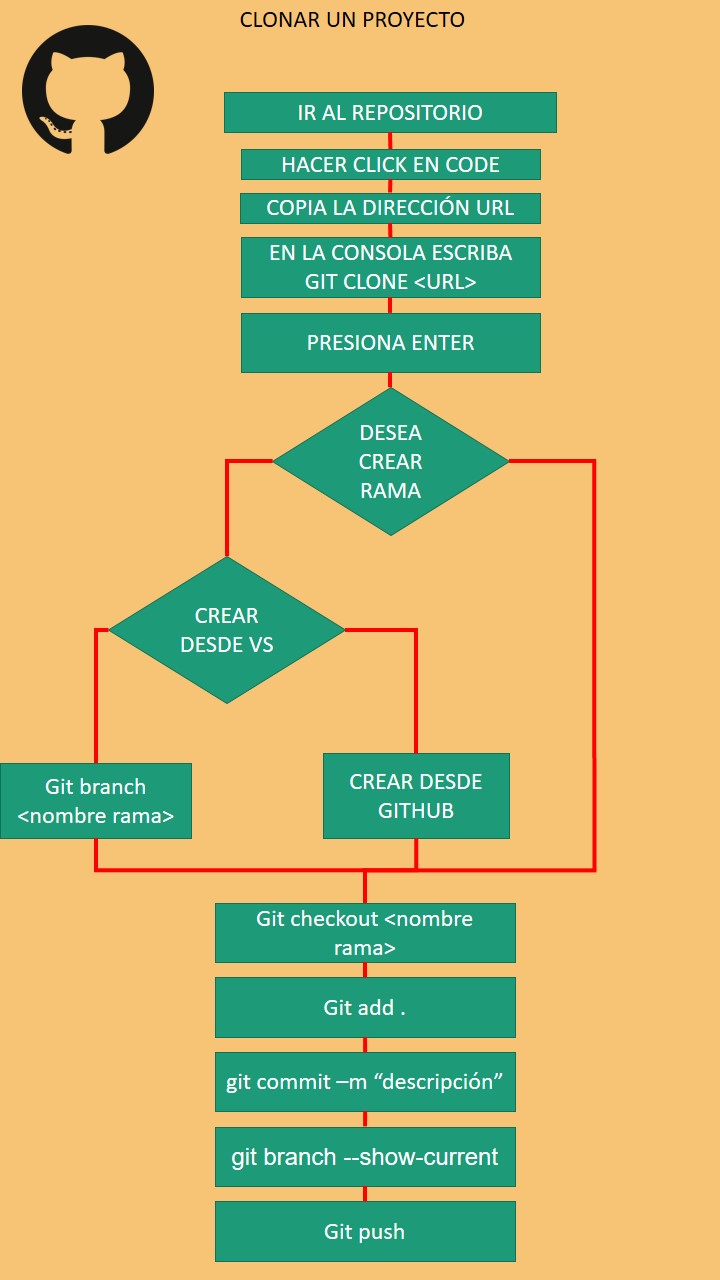 CLONAR UN PROYECTO
IR AL REPOSITORIO
HACER CLICK EN CODE
COPIA LA DIRECCIÓN URL
EN LA CONSOLA ESCRIBA
GIT CLONE <URL>
PRESIONA ENTER
DESEA
CREAR
RAMA
CREAR
DESDE VS
Git branch
<nombre rama>
CREAR DESDE
GITHUB
Git checkout <nombre
rama>
Git add .
git commit –m “descripción”
git branch --show-current
Git push